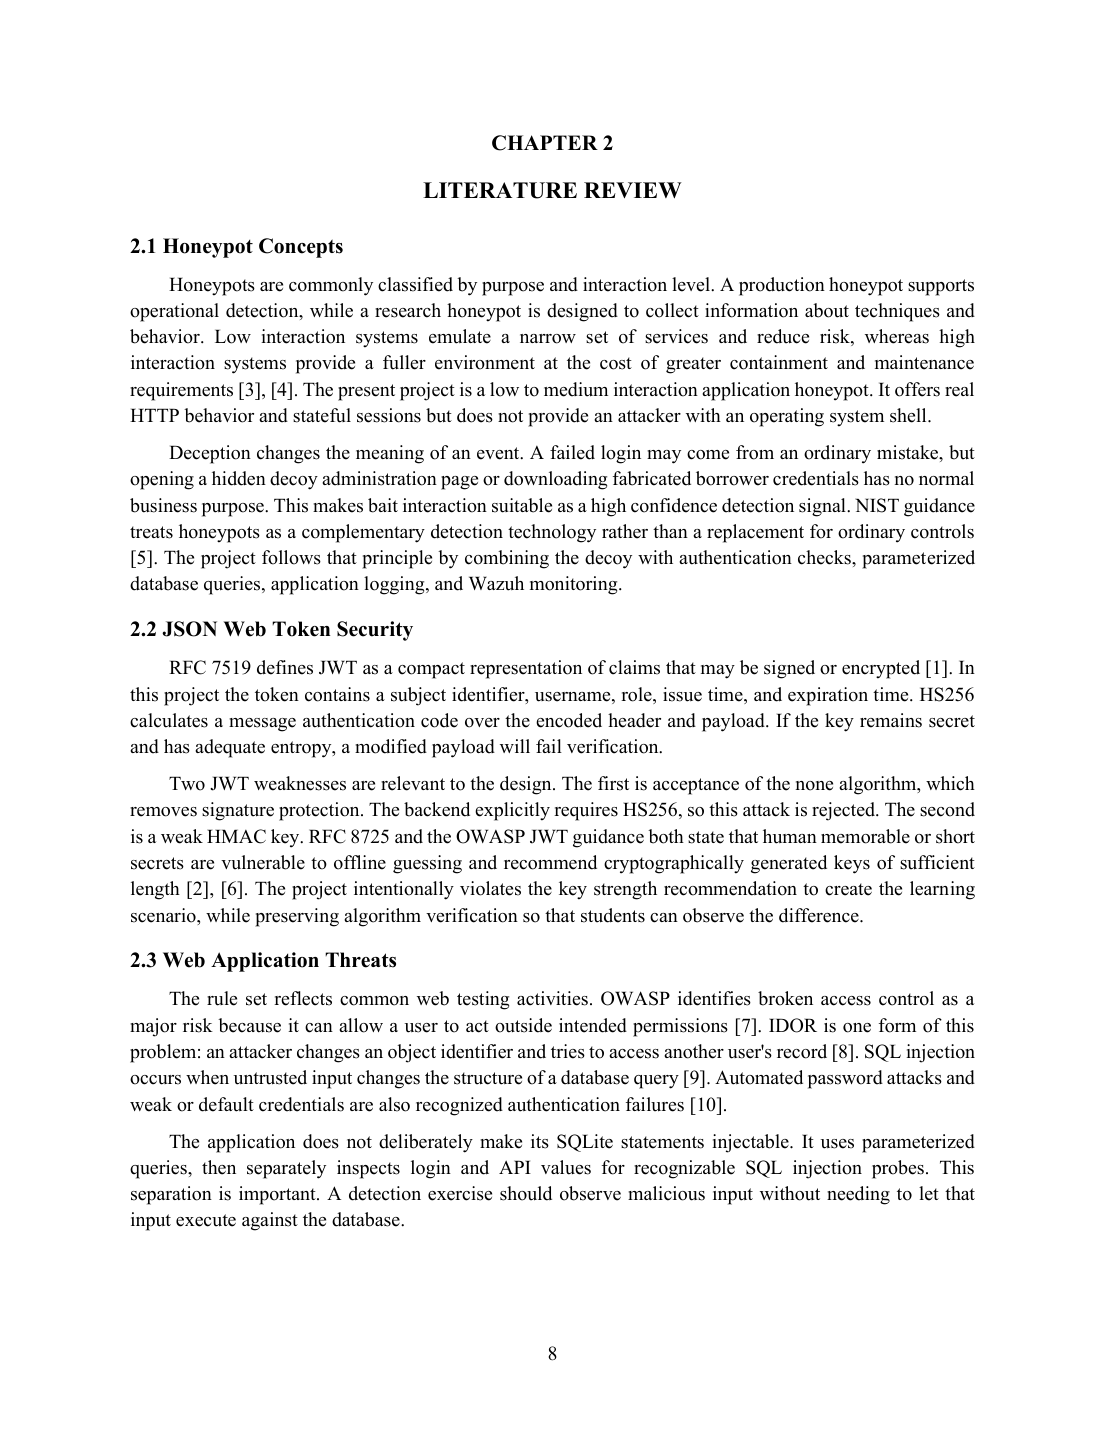 CHAPTER 2
LITERATURE REVIEW
2.1 Honeypot Concepts
Honeypots are commonly classified by purpose and interaction level. A production honeypot supports
operational detection, while a research honeypot is designed to collect information about techniques and
behavior. Low interaction systems emulate a narrow set of services and reduce risk, whereas high
interaction systems provide a fuller environment at the cost of greater containment and maintenance
requirements [3], [4]. The present project is a low to medium interaction application honeypot. It offers real
HTTP behavior and stateful sessions but does not provide an attacker with an operating system shell.
Deception changes the meaning of an event. A failed login may come from an ordinary mistake, but
opening a hidden decoy administration page or downloading fabricated borrower credentials has no normal
business purpose. This makes bait interaction suitable as a high confidence detection signal. NIST guidance
treats honeypots as a complementary detection technology rather than a replacement for ordinary controls
[5]. The project follows that principle by combining the decoy with authentication checks, parameterized
database queries, application logging, and Wazuh monitoring.
2.2 JSON Web Token Security
RFC 7519 defines JWT as a compact representation of claims that may be signed or encrypted [1]. In
this project the token contains a subject identifier, username, role, issue time, and expiration time. HS256
calculates a message authentication code over the encoded header and payload. If the key remains secret
and has adequate entropy, a modified payload will fail verification.
Two JWT weaknesses are relevant to the design. The first is acceptance of the none algorithm, which
removes signature protection. The backend explicitly requires HS256, so this attack is rejected. The second
is a weak HMAC key. RFC 8725 and the OWASP JWT guidance both state that human memorable or short
secrets are vulnerable to offline guessing and recommend cryptographically generated keys of sufficient
length [2], [6]. The project intentionally violates the key strength recommendation to create the learning
scenario, while preserving algorithm verification so that students can observe the difference.
2.3 Web Application Threats
The rule set reflects common web testing activities. OWASP identifies broken access control as a
major risk because it can allow a user to act outside intended permissions [7]. IDOR is one form of this
problem: an attacker changes an object identifier and tries to access another user's record [8]. SQL injection
occurs when untrusted input changes the structure of a database query [9]. Automated password attacks and
weak or default credentials are also recognized authentication failures [10].
The application does not deliberately make its SQLite statements injectable. It uses parameterized
queries, then separately inspects login and API values for recognizable SQL injection probes. This
separation is important. A detection exercise should observe malicious input without needing to let that
input execute against the database.
8